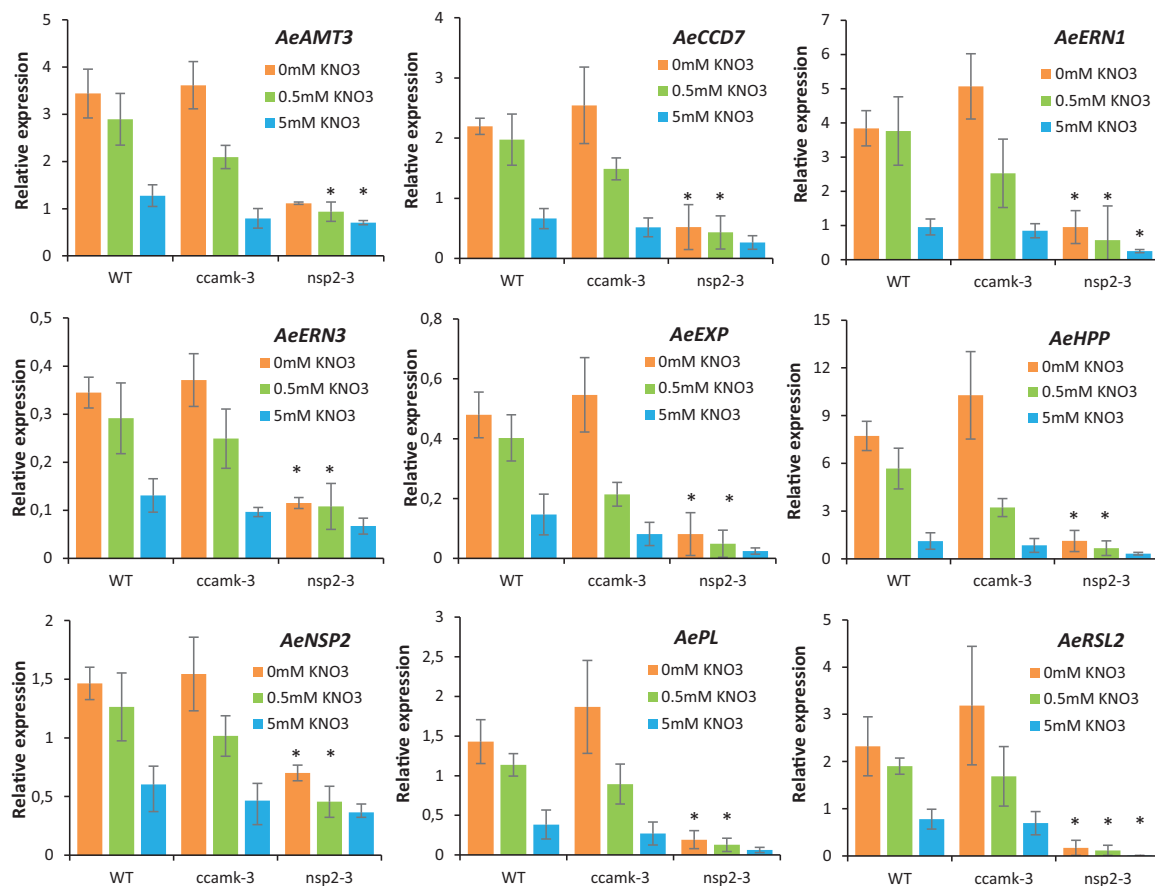 AeAMT3
Relative expression
5
4
3
2
1
0
0mM KNO3
0.5mM KNO3
5mM KNO3
* *
WT ccamk-3 nsp2-3
AeCCD7
Relative expression
4
3
2
1
0
0mM KNO3
0.5mM KNO3
5mM KNO3
* *
WT ccamk-3 nsp2-3
AeERN1
Relative expression
7
6
5
4
3
2
1
0
0mM KNO3
0.5mM KNO3
5mM KNO3
* * *
WT ccamk-3 nsp2-3
AeERN3
Relative expression
0,5
0,4
0,3
0,2
0,1
0
0mM KNO3
0.5mM KNO3
5mM KNO3
* *
WT ccamk-3 nsp2-3
AeEXP
Relative expression
0,8
0,6
0,4
0,2
0
0mM KNO3
0.5mM KNO3
5mM KNO3
* *
WT ccamk-3 nsp2-3
AeHPP
Relative expression
15
12
9
6
3
0
0mM KNO3
0.5mM KNO3
5mM KNO3
* *
WT ccamk-3 nsp2-3
AeNSP2
Relative expression
2
1,5
1
0,5
0
0mM KNO3
0.5mM KNO3
5mM KNO3
* *
WT ccamk-3 nsp2-3
AePL
Relative expression
3
2,5
2
1,5
1
0,5
0
0mM KNO3
0.5mM KNO3
5mM KNO3
* *
WT ccamk-3 nsp2-3
AeRSL2
Relative expression
5
4
3
2
1
0
0mM KNO3
0.5mM KNO3
5mM KNO3
* * *
WT ccamk-3 nsp2-3